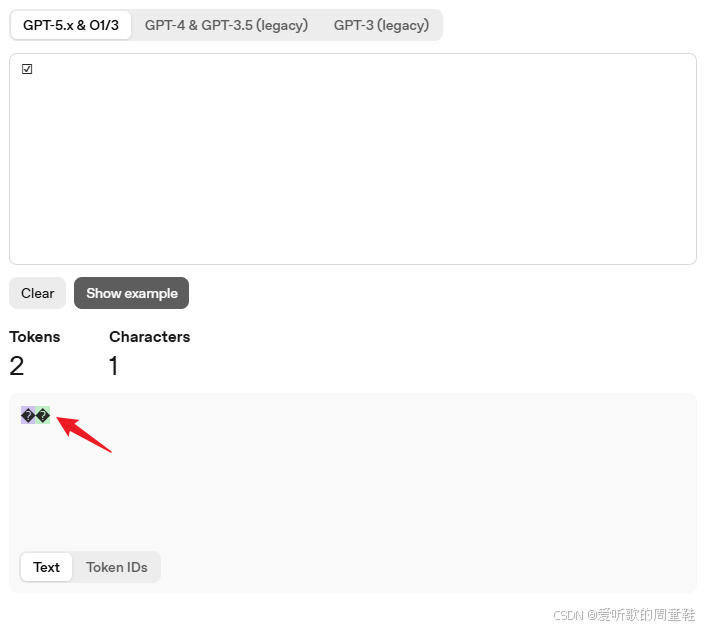 GPT-5.x & O1/3 GPT-4 & GPT-3.5 (legacy) GPT-3 (legacy)
☑
Clear Show example
Tokens Characters
2 1
��
Text Token IDs
CSDN @爱听歌的周童鞋